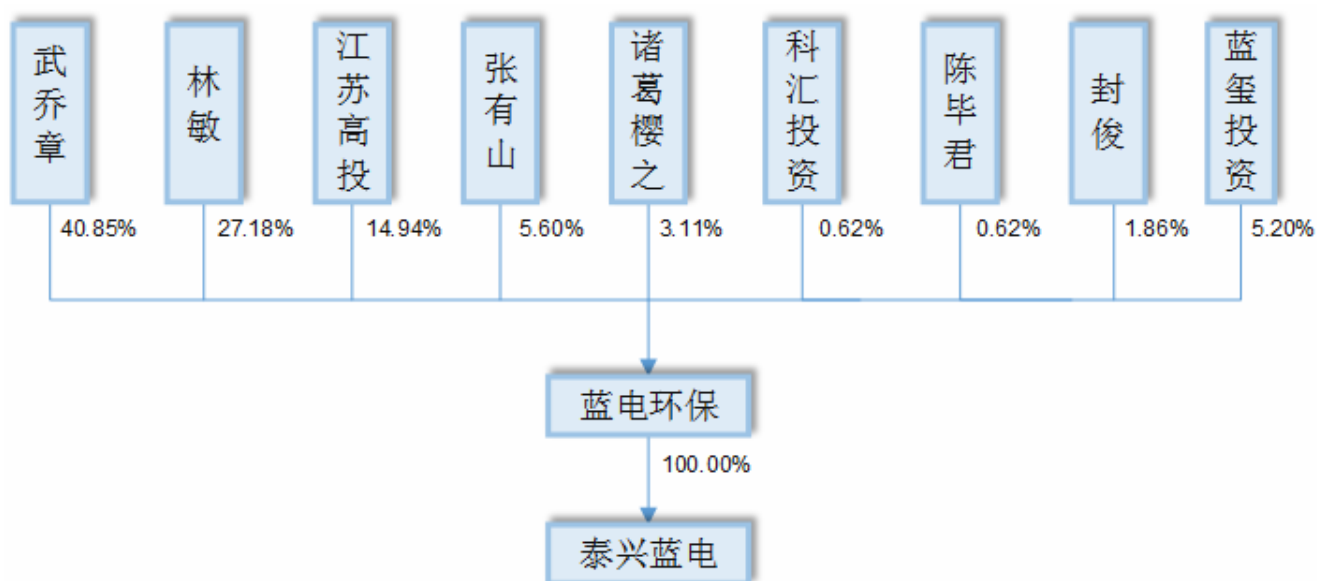 武乔章
林敏
江苏高投
张有山
诸葛樱之
科汇投资
陈毕君
封俊
蓝玺投资
40.85%
27.18%
14.94%
5.60%
3.11%
0.62%
0.62%
1.86%
5.20%
蓝电环保
100.00%
泰兴蓝电